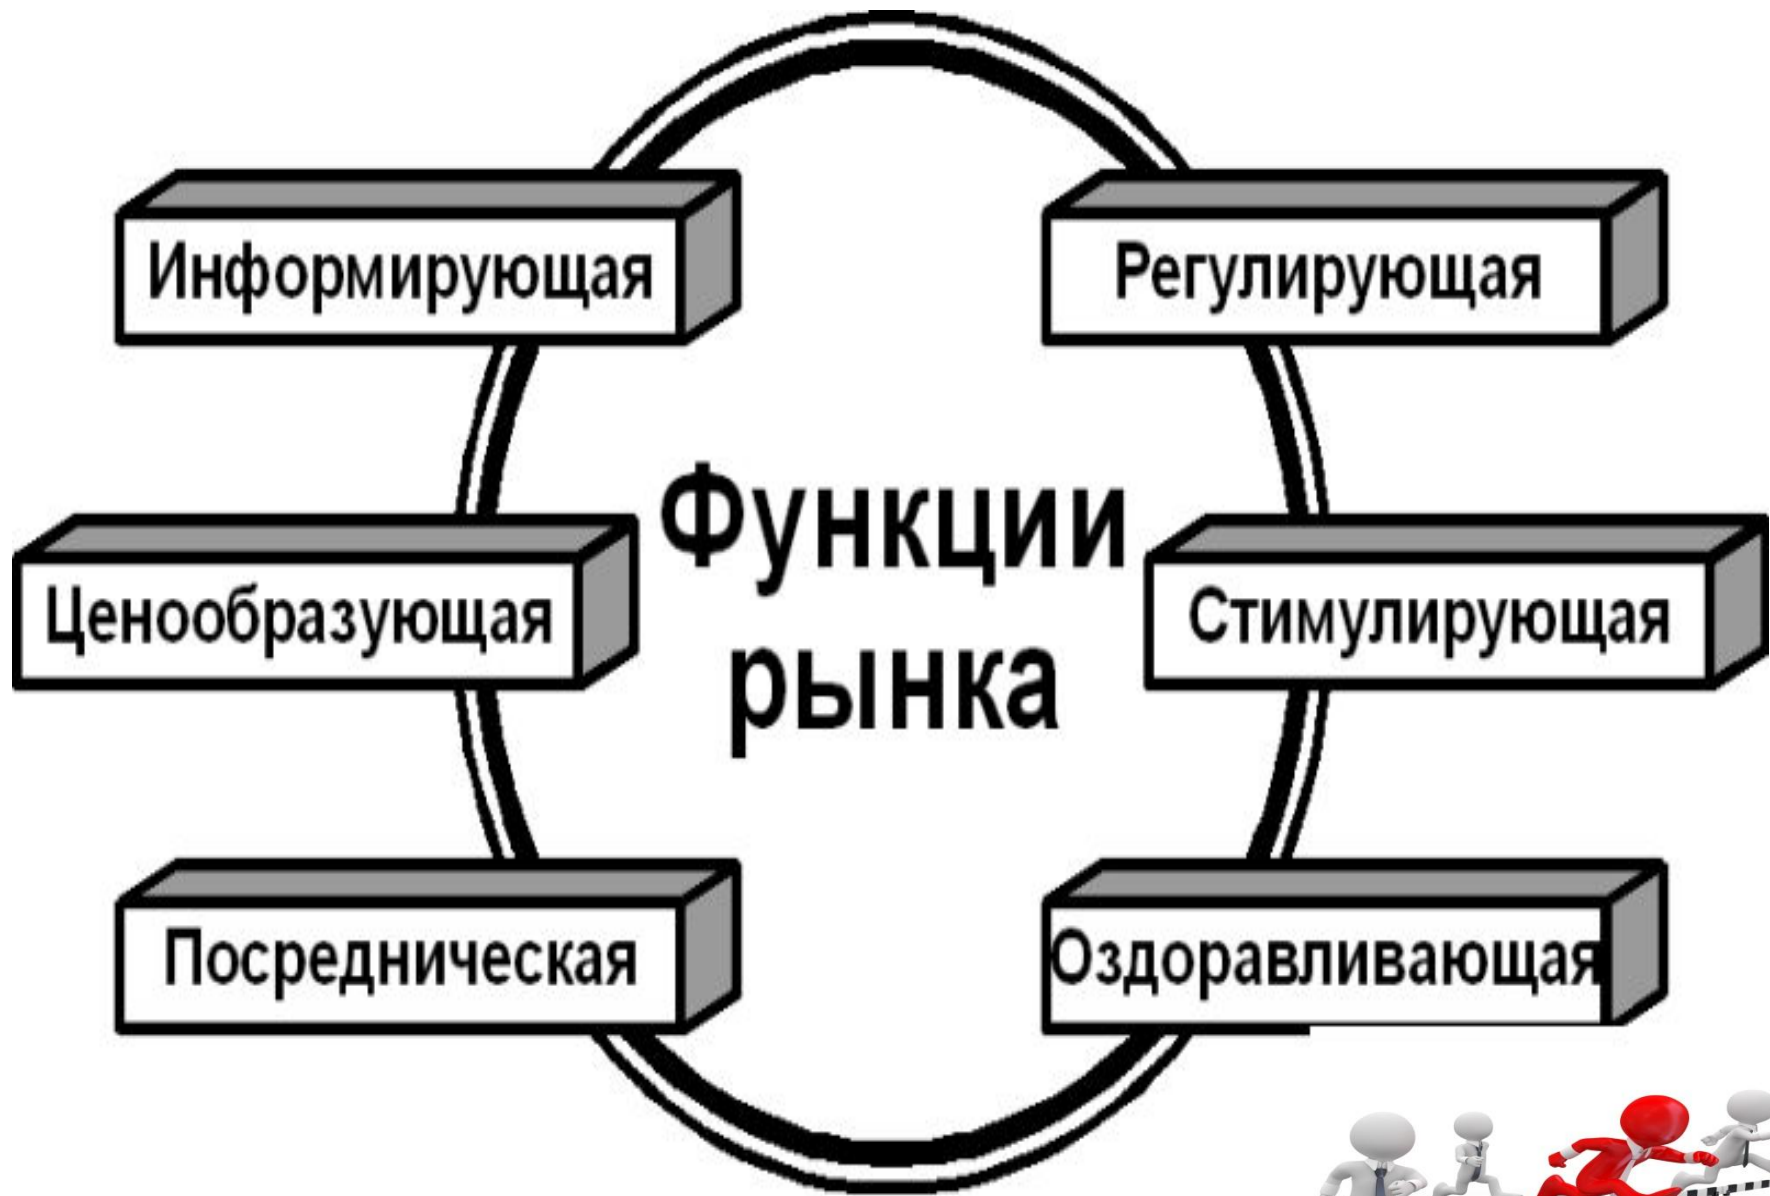 Информирующая
Регулирующая
Функции
рынка
Ценообразующая
Стимулирующая
Посредническая
Оздоравливающая